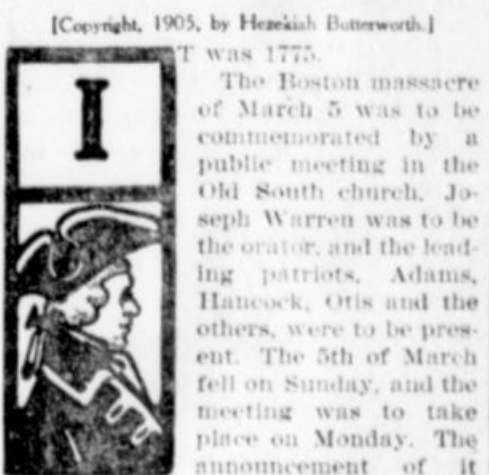 [Copyright, 1905, by Hezekiah Butterworth.]
IT was 1775.
The Boston massacre
of March 5 was to be
commemorated by a
public meeting in the
Old South church, Jo-
seph Warren was to be
the orator, and the lead-
ing patriots, Adams,
Hancock, Otis and the
others, were to be pres-
ent. The 5th of March
fell on Sunday, and the
meeting was to take
place on Monday. The
announcement of it